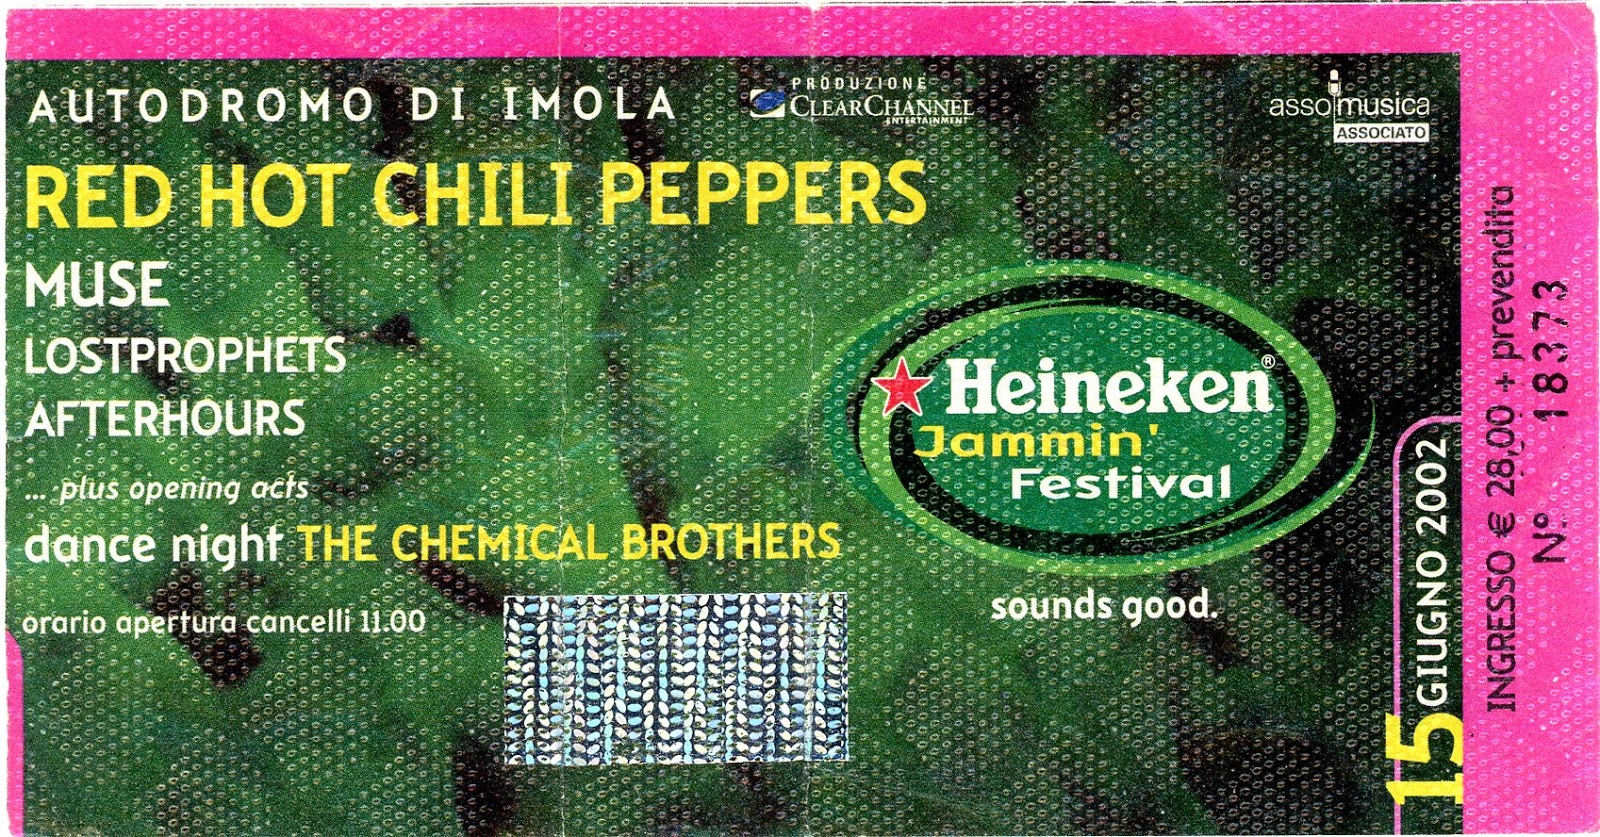 AUTODROMO DI IMOLA
PRODUZIONE
CLEARCHANNEL
ENTERTAINMENT
assomusica
ASSOCIATO
RED HOT CHILI PEPPERS
MUSE
LOSTPROPHETS
AFTERHOURS
... plus opening acts
dance night THE CHEMICAL BROTHERS
orario apertura cancelli 11.00
Heineken®
Jammin'
Festival
sounds good.
15 GIUGNO 2002
INGRESSO € 28,00 + prevendita
N° 18373